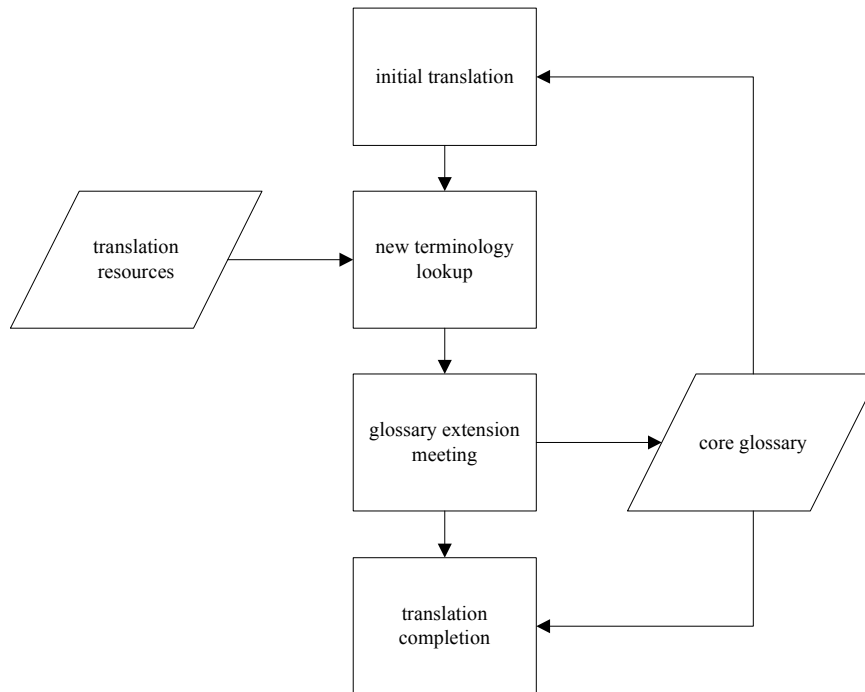 initial translation
translation
resources
new terminology
lookup
glossary extension
meeting
core glossary
translation
completion